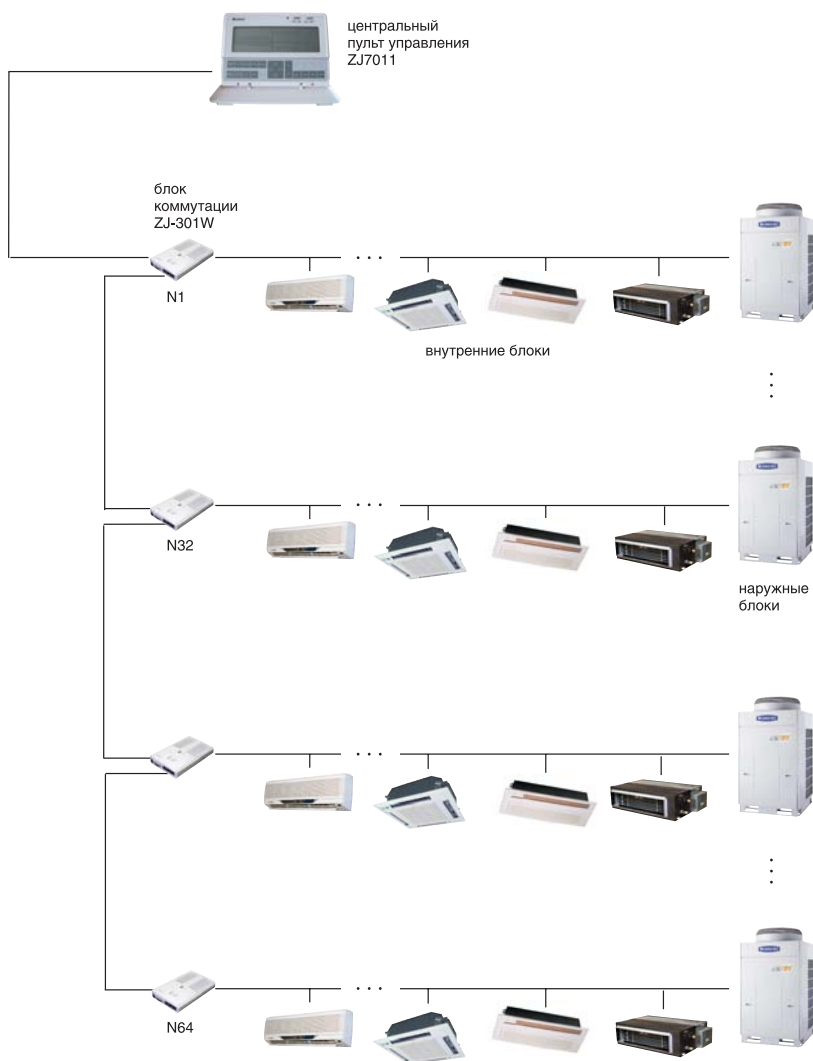 центральный
пульт управления
ZJ7011
блок
коммутации
ZJ-301W
N1
внутренние блоки
N32
наружные
блоки
N64